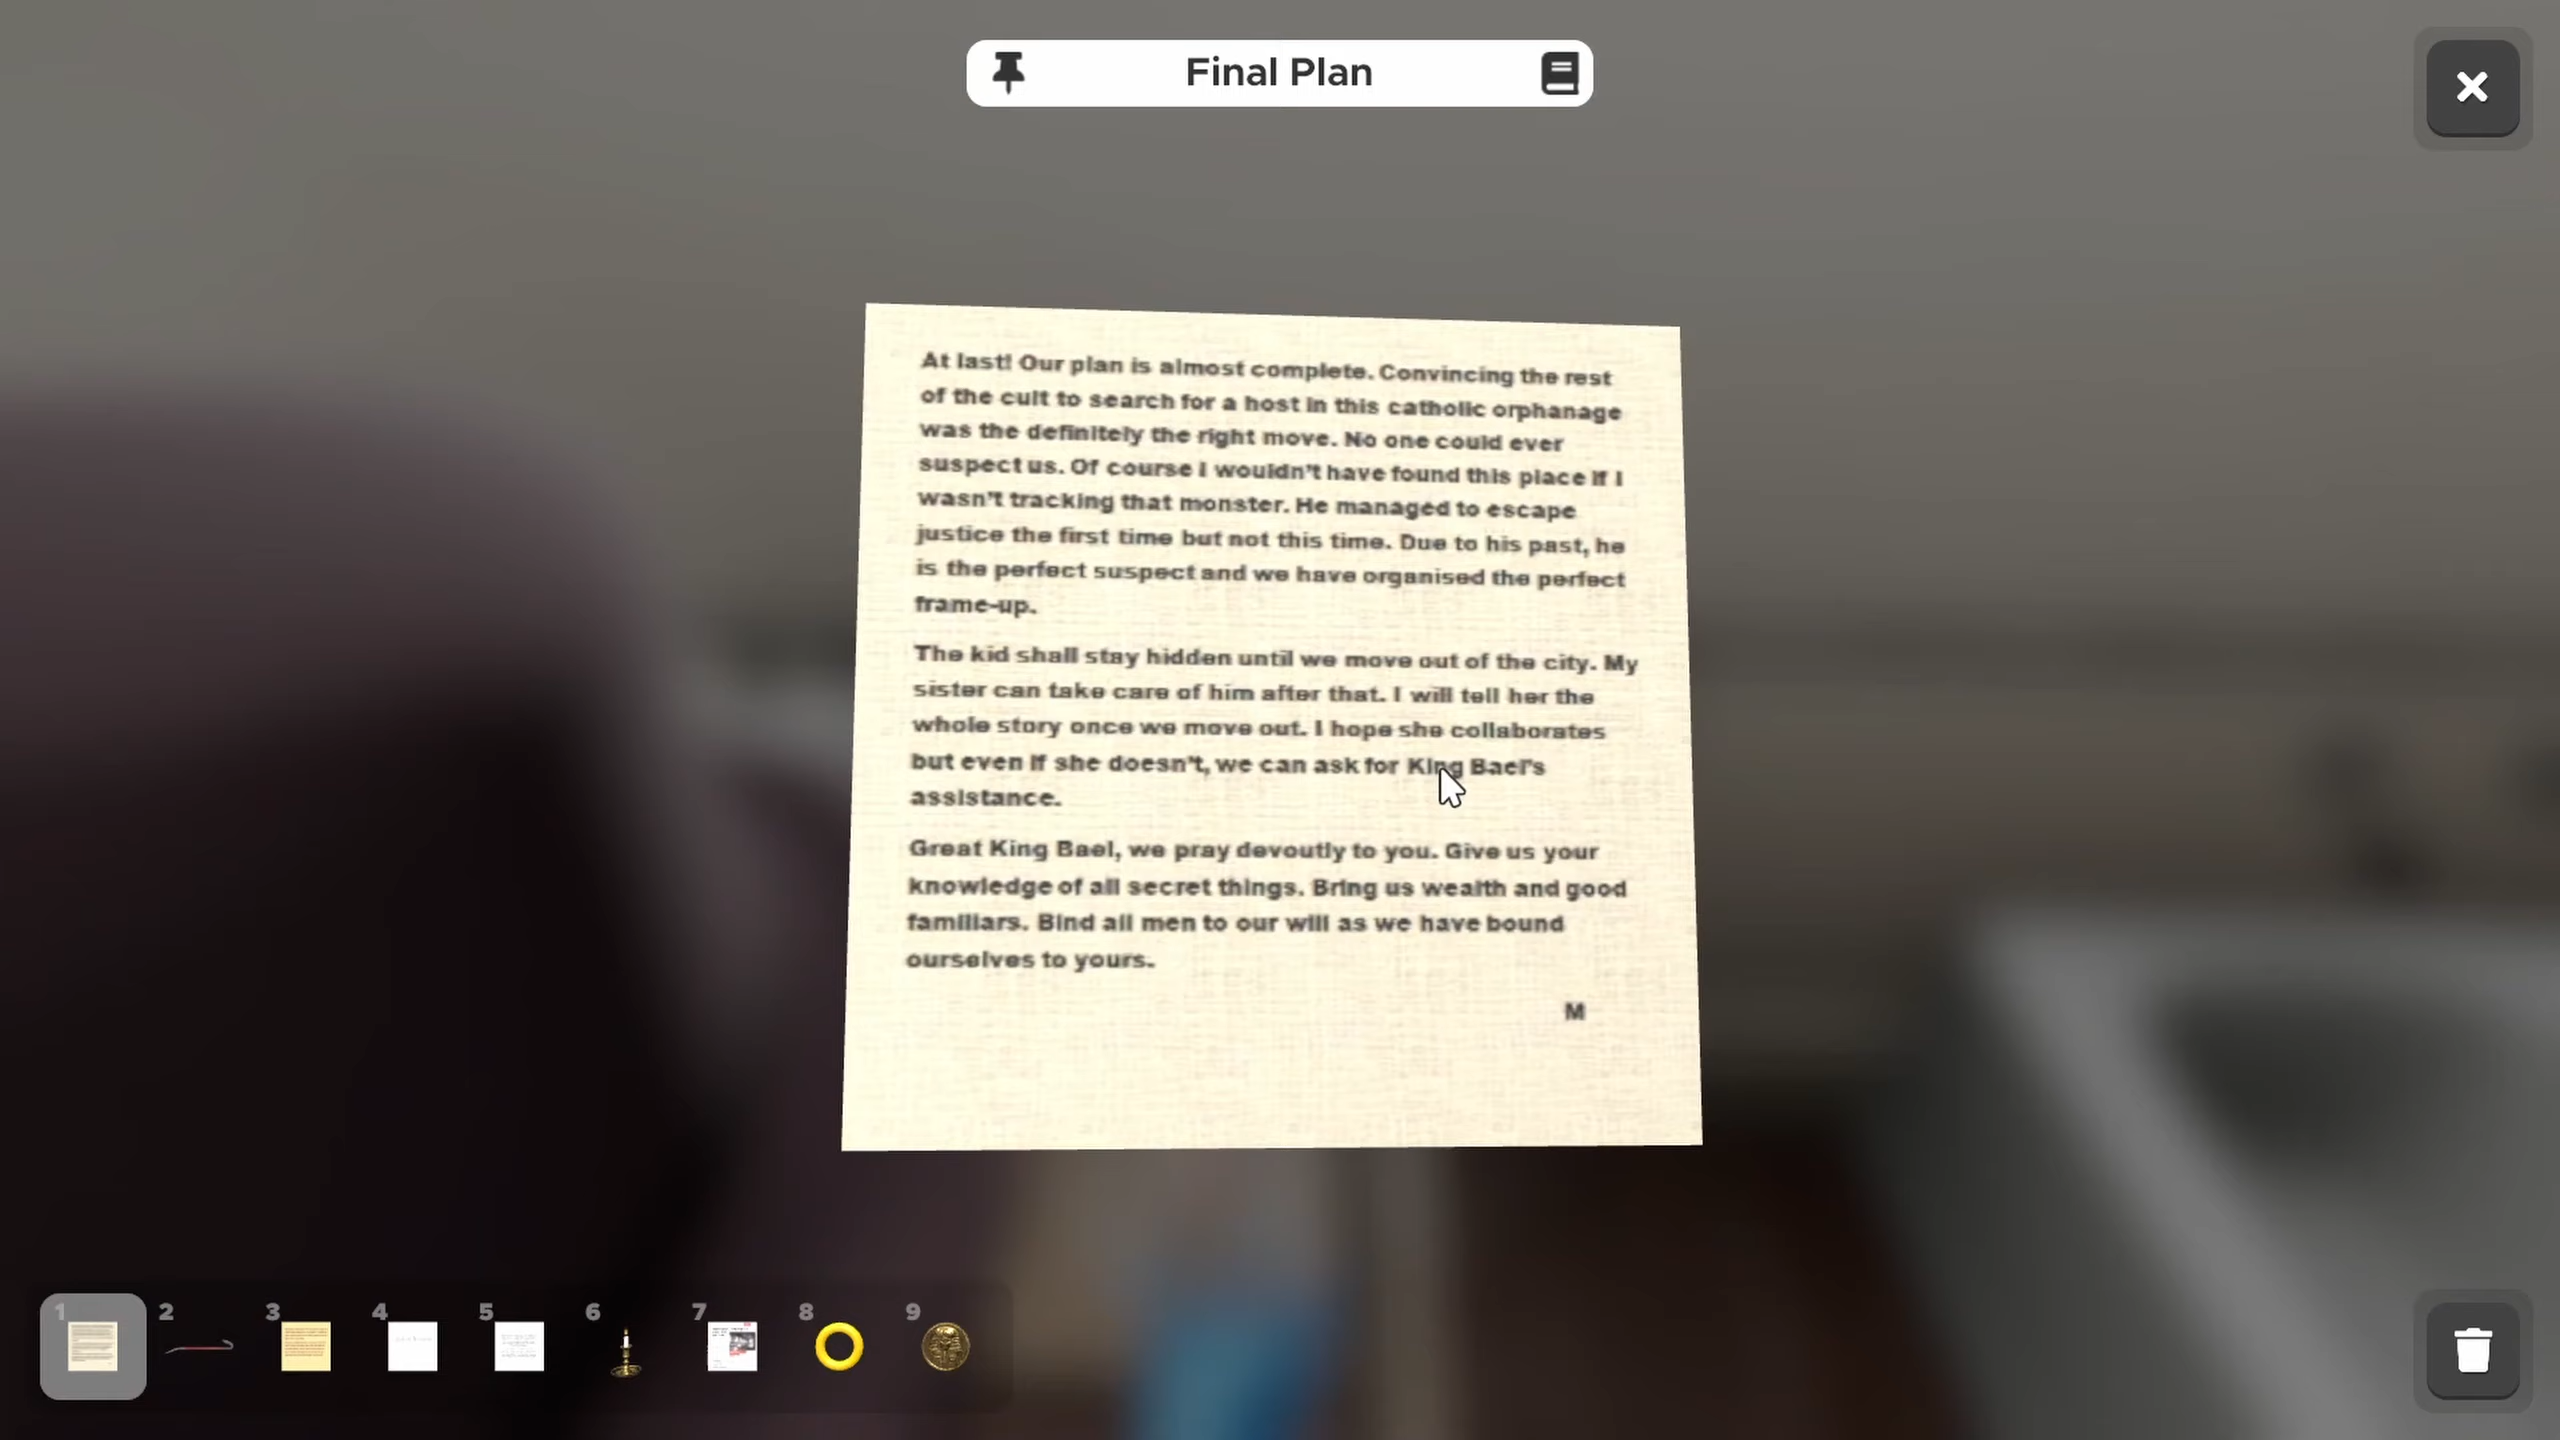 Final Plan
At last! Our plan is almost complete. Convincing the rest
of the cult to search for a host in this catholic orphanage
was the definitely the right move. No one could ever
suspect us. Of course I wouldn't have found this place if I
wasn't tracking that monster. He managed to escape
justice the first time but not this time. Due to his past, he
is the perfect suspect and we have organised the perfect
frame-up.
The kid shall stay hidden until we move out of the city. My
sister can take care of him after that. I will tell her the
whole story once we move out. I hope she collaborates
but even if she doesn't, we can ask for King Bael's
assistance.
Great King Bael, we pray devoutly to you. Give us your
knowledge of all secret things. Bring us wealth and good
familiars. Bind all men to our will as we have bound
ourselves to yours.
M
1 2 3 4 5 6 7 8 9